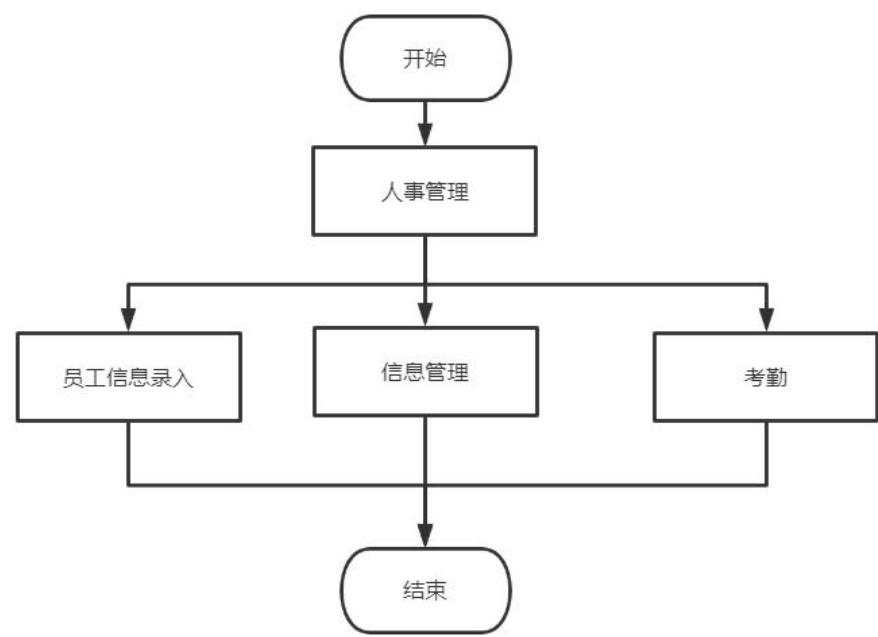 开始
人事管理
员工信息录入
信息管理
考勤
结束